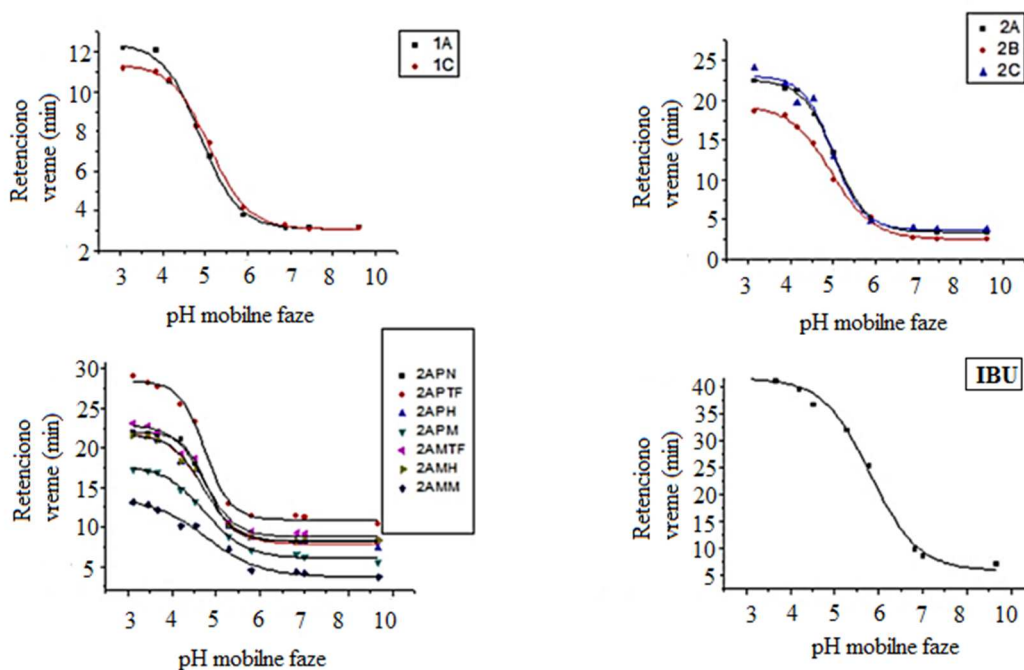 1A
1C
12
10
8
6
4
2
Retenciono
vreme (min)
3 4 5 6 7 8 9 10
pH mobilne faze
2A
2B
2C
25
20
15
10
5
0
Retenciono
vreme (min)
3 4 5 6 7 8 9 10
pH mobilne faze
2APN
2APTF
2APH
2APM
2AMTF
2AMH
2AMM
30
25
20
15
10
5
Retenciono
vreme (min)
3 4 5 6 7 8 9 10
pH mobilne faze
IBU
40
35
30
25
20
15
10
5
Retenciono
vreme (min)
3 4 5 6 7 8 9 10
pH mobilne faze